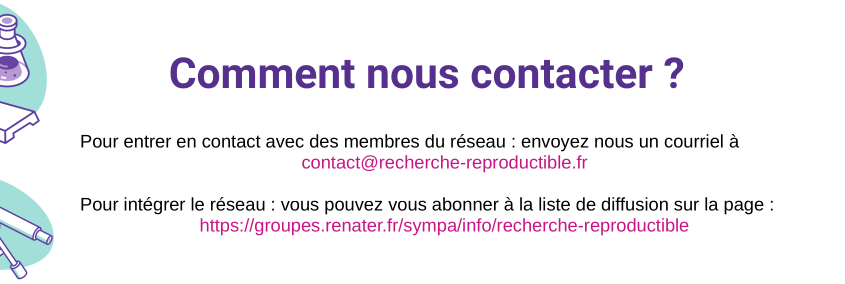 Comment nous contacter ?
Pour entrer en contact avec des membres du réseau : envoyez nous un courriel à
contact@recherche-reproductible.fr
Pour intégrer le réseau : vous pouvez vous abonner à la liste de diffusion sur la page :
https://groupes.renater.fr/sympa/info/recherche-reproductible